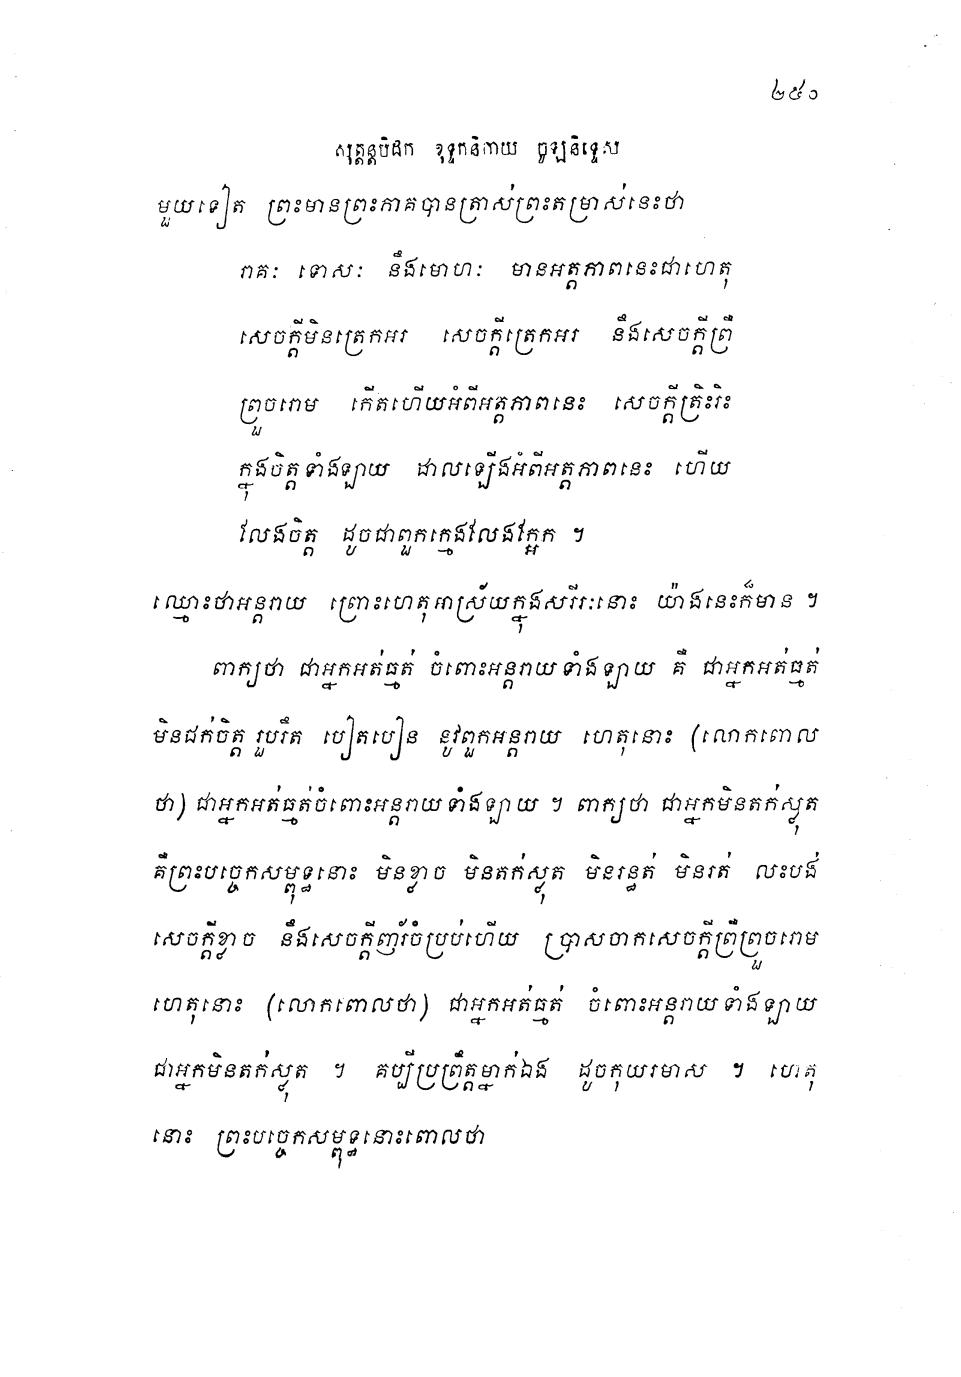 ២៥១
សុត្តន្តបិដក ខុទ្ទកនិកាយ ចូឡនិទ្ទេស
មួយទៀត ព្រះមានព្រះភាគបានត្រាស់ព្រះតម្រាស់នេះថា
រាគៈ ទោសៈ នឹងមោហៈ មានអត្តភាពនេះជាហេតុ
សេចក្តីមិនត្រេកអរ សេចក្តីត្រេកអរ នឹងសេចក្តីព្រឺ
ព្រួចរោម កើតហើយអំពីអត្តភាពនេះ សេចក្តីត្រិះរិះ
ក្នុងចិត្តទាំងឡាយ ដាលឡើងអំពីអត្តភាពនេះ ហើយ
លែងចិត្ត ដូចជាពួកក្មេងលែងក្អែក ។
ឈ្មោះថាអន្តរាយ ព្រោះហេតុអាស្រ័យក្នុងសរីរៈនោះ យ៉ាងនេះក៏មាន ។
ពាក្យថា ជាអ្នកអត់ធ្មត់ ចំពោះអន្តរាយទាំងឡាយ គឺ ជាអ្នកអត់ធ្មត់
មិនដក់ចិត្ត រួបរឹត បៀតបៀន នូវពួកអន្តរាយ ហេតុនោះ (លោកពោល
ថា) ជាអ្នកអត់ធ្មត់ចំពោះអន្តរាយទាំងឡាយ ។ ពាក្យថា ជាអ្នកមិនតក់ស្លុត
គឺព្រះបច្ចេកសម្ពុទ្ធនោះ មិនខ្លាច មិនតក់ស្លុត មិនរន្ធត់ មិនរត់ លះបង់
សេចក្តីខ្លាច នឹងសេចក្តីញ័រចំប្រប់ហើយ ប្រាសចាកសេចក្តីព្រឺព្រួចរោម
ហេតុនោះ (លោកពោលថា) ជាអ្នកអត់ធ្មត់ ចំពោះអន្តរាយទាំងឡាយ
ជាអ្នកមិនតក់ស្លុត ។ គប្បីប្រព្រឹត្តម្នាក់ឯង ដូចកុយរមាស ។ ហេតុ
នោះ ព្រះបច្ចេកសម្ពុទ្ធនោះពោលថា